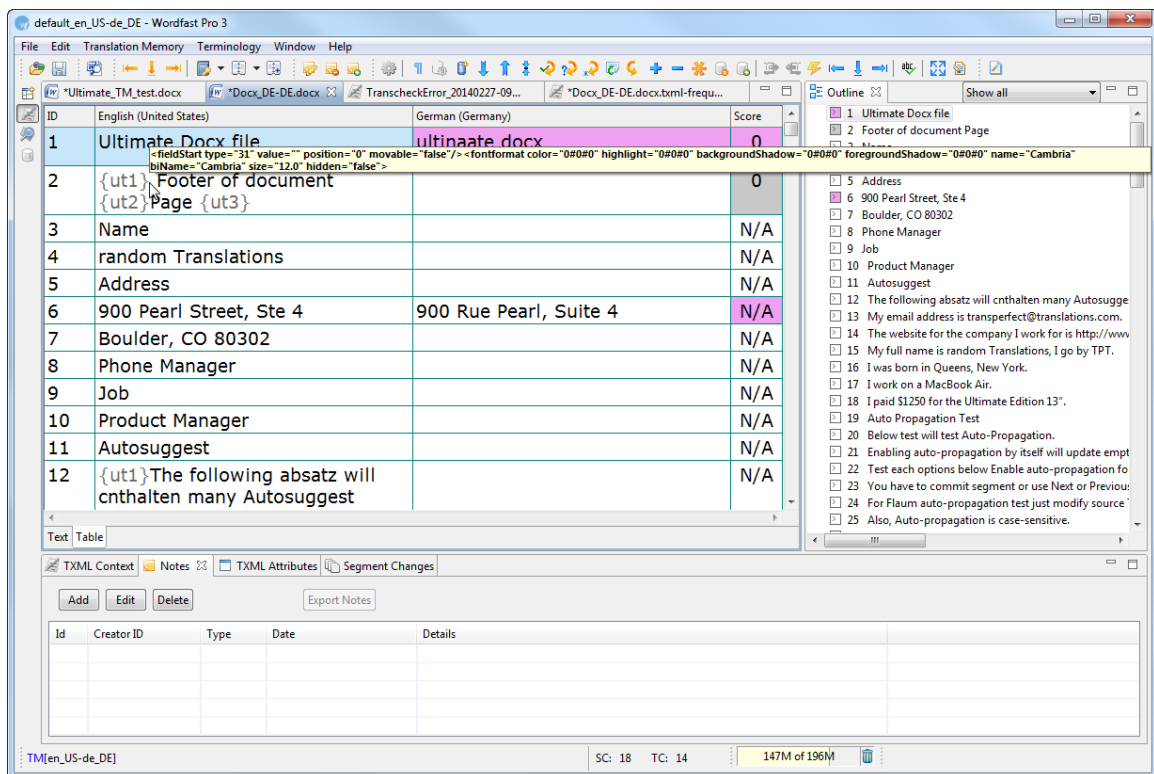 default_en_US-de_DE - Wordfast Pro 3
File Edit Translation Memory Terminology Window Help
*Ultimate_TM_test.docx *Docx_DE-DE.docx TranscheckError_20140227-09... *Docx_DE-DE.docx.txml-frequ...
ID English (United States) German (Germany) Score
1 Ultimate Docx file ultinaate docx 0
<fieldStart type="31" value="" position="0" movable="false"/><fontformat color="0#0#0" highlight="0#0#0" backgroundShadow="0#0#0" foregroundShadow="0#0#0" name="Cambria"
biName="Cambria" size="12.0" hidden="false">
2 {ut1} Footer of document 0
{ut2}Page {ut3}
3 Name N/A
4 random Translations N/A
5 Address N/A
6 900 Pearl Street, Ste 4 900 Rue Pearl, Suite 4 N/A
7 Boulder, CO 80302 N/A
8 Phone Manager N/A
9 Job N/A
10 Product Manager N/A
11 Autosuggest N/A
12 {ut1}The following absatz will N/A
cnthalten many Autosuggest
Text Table
Outline Show all
1 Ultimate Docx file
2 Footer of document Page
5 Address
6 900 Pearl Street, Ste 4
7 Boulder, CO 80302
8 Phone Manager
9 Job
10 Product Manager
11 Autosuggest
12 The following absatz will cnthalten many Autosugge
13 My email address is transperfect@translations.com.
14 The website for the company I work for is http://www
15 My full name is random Translations, I go by TPT.
16 I was born in Queens, New York.
17 I work on a MacBook Air.
18 I paid $1250 for the Ultimate Edition 13".
19 Auto Propagation Test
20 Below test will test Auto-Propagation.
21 Enabling auto-propagation by itself will update empt
22 Test each options below Enable auto-propagation fo
23 You have to commit segment or use Next or Previous
24 For Flaum auto-propagation test just modify source
25 Also, Auto-propagation is case-sensitive.
TXML Context Notes TXML Attributes Segment Changes
Add Edit Delete Export Notes
Id Creator ID Type Date Details
TM[en_US-de_DE] SC: 18 TC: 14 147M of 196M